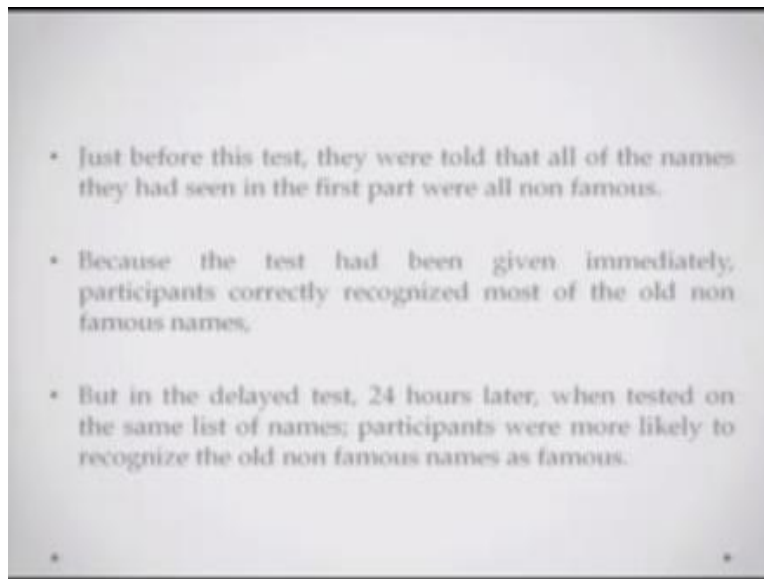 • Just before this test, they were told that all of the names
they had seen in the first part were all non famous.
• Because the test had been given immediately,
participants correctly recognized most of the old non
famous names,
• But in the delayed test, 24 hours later, when tested on
the same list of names; participants were more likely to
recognize the old non famous names as famous.